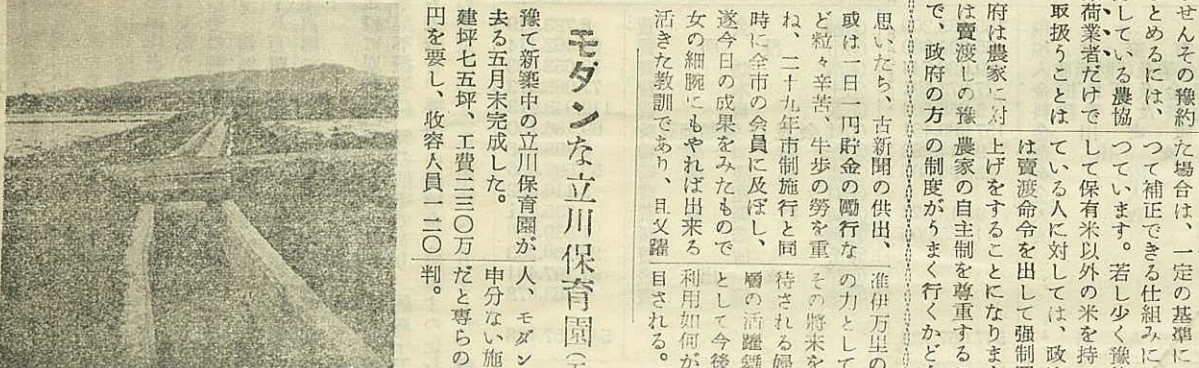 せんその豫約
とめるには、
している農協
荷業者だけで
取扱うことは
府は農家に対
は賣渡しの豫
で、政府の方
た場合は、一定の基準に
つて補正できる仕組みに
つています。若し少く豫
して保有米以外の米を持
ている人に対しては、政
は賣渡命令を出して强制
上げをすることになりま
農家の自主制を尊重する
の制度がうまく行くかど
思いたち、古新聞の供出、
或は一日一円貯金の勵行な
ど粒々辛苦、牛歩の勞を重
ね、二十九年市制施行と同
時に全市の会員に及ぼし、
遂今日の成果をみたもので
女の細腕にもやれば出来る
活きた教訓であり、且又躍
進伊万里の
の力として
その將来を
待される婦
層の活躍
として今後
利用如何が
目される。
モダンな立川保育園
豫て新築中の立川保育園が
去る五月末完成した。
建坪七五坪、工費二三〇万
円を要し、收容人員一二〇
人、モダン
申分ない施
だと専らの
判。